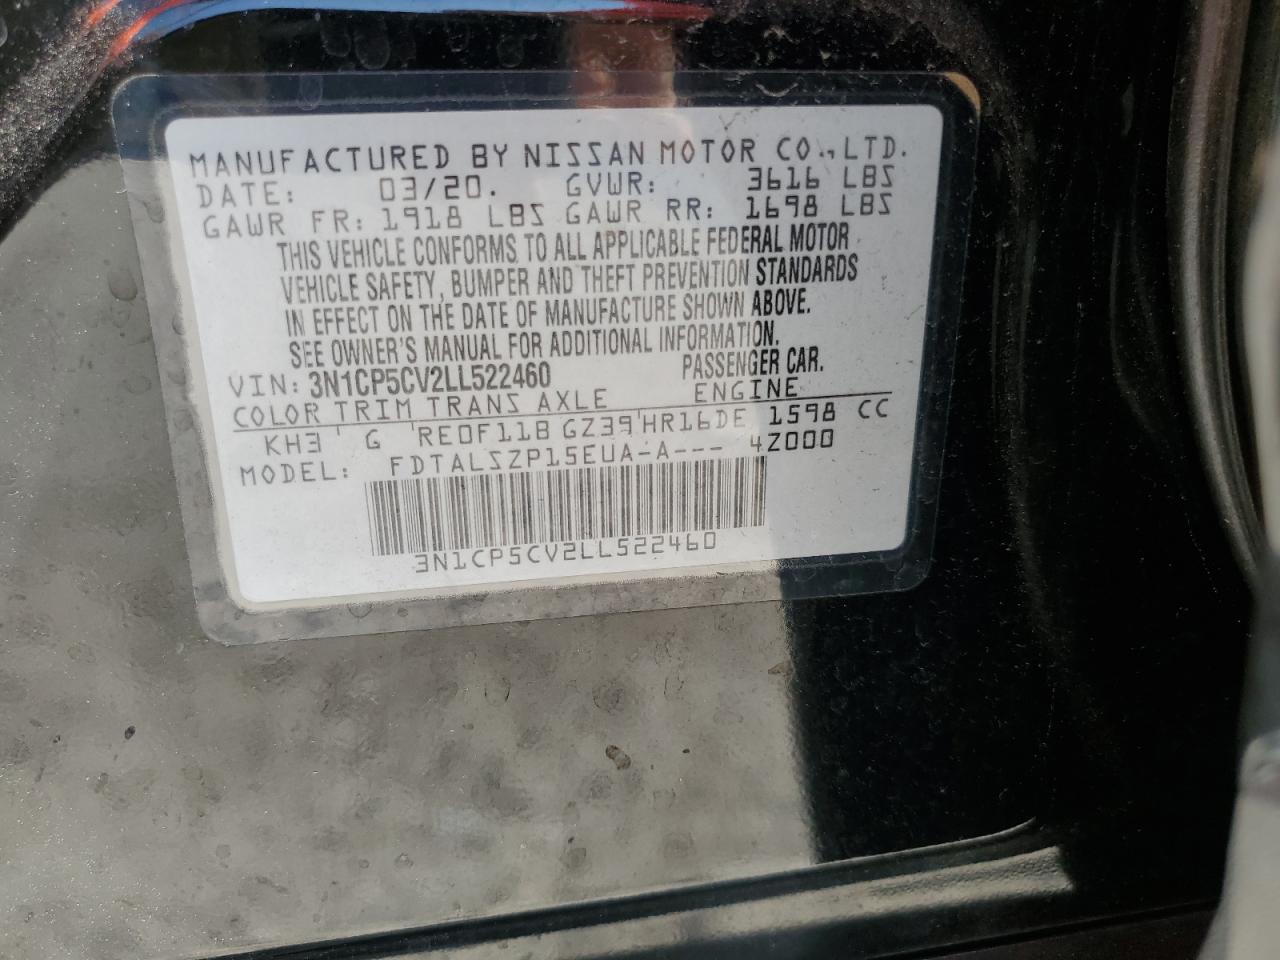 MANUFACTURED BY NISSAN MOTOR CO., LTD.
DATE: 03/20. GVWR: 3616 LBS
GAWR FR: 1918 LBS GAWR RR: 1698 LBS
THIS VEHICLE CONFORMS TO ALL APPLICABLE FEDERAL MOTOR
VEHICLE SAFETY, BUMPER AND THEFT PREVENTION STANDARDS
IN EFFECT ON THE DATE OF MANUFACTURE SHOWN ABOVE.
SEE OWNER'S MANUAL FOR ADDITIONAL INFORMATION.
VIN: 3N1CP5CV2LL522460 PASSENGER CAR.
COLOR TRIM TRANS AXLE ENGINE
KH3 G RE0F11B GZ39 HR16DE 1598 CC
MODEL: FDTALSZP15EUA-A--- 4Z000
3N1CP5CV2LL522460